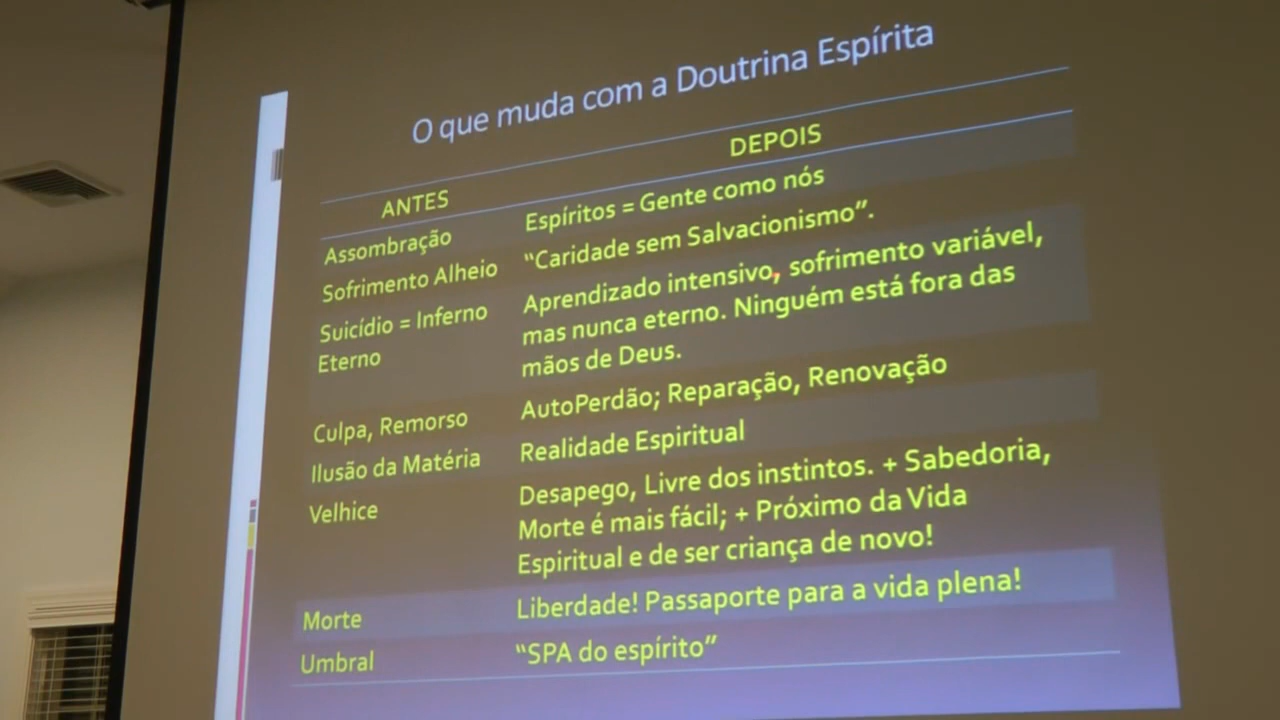 O que muda com a Doutrina Espírita
ANTES DEPOIS
Assombração Espíritos = Gente como nós
Sofrimento Alheio “Caridade sem Salvacionismo”.
Suicídio = Inferno Aprendizado intensivo, sofrimento variável,
Eterno mas nunca eterno. Ninguém está fora das
mãos de Deus.
Culpa, Remorso AutoPerdão; Reparação, Renovação
Ilusão da Matéria Realidade Espiritual
Velhice Desapego, Livre dos instintos. + Sabedoria,
Morte é mais fácil; + Próximo da Vida
Espiritual e de ser criança de novo!
Morte Liberdade! Passaporte para a vida plena!
Umbral “SPA do espírito”